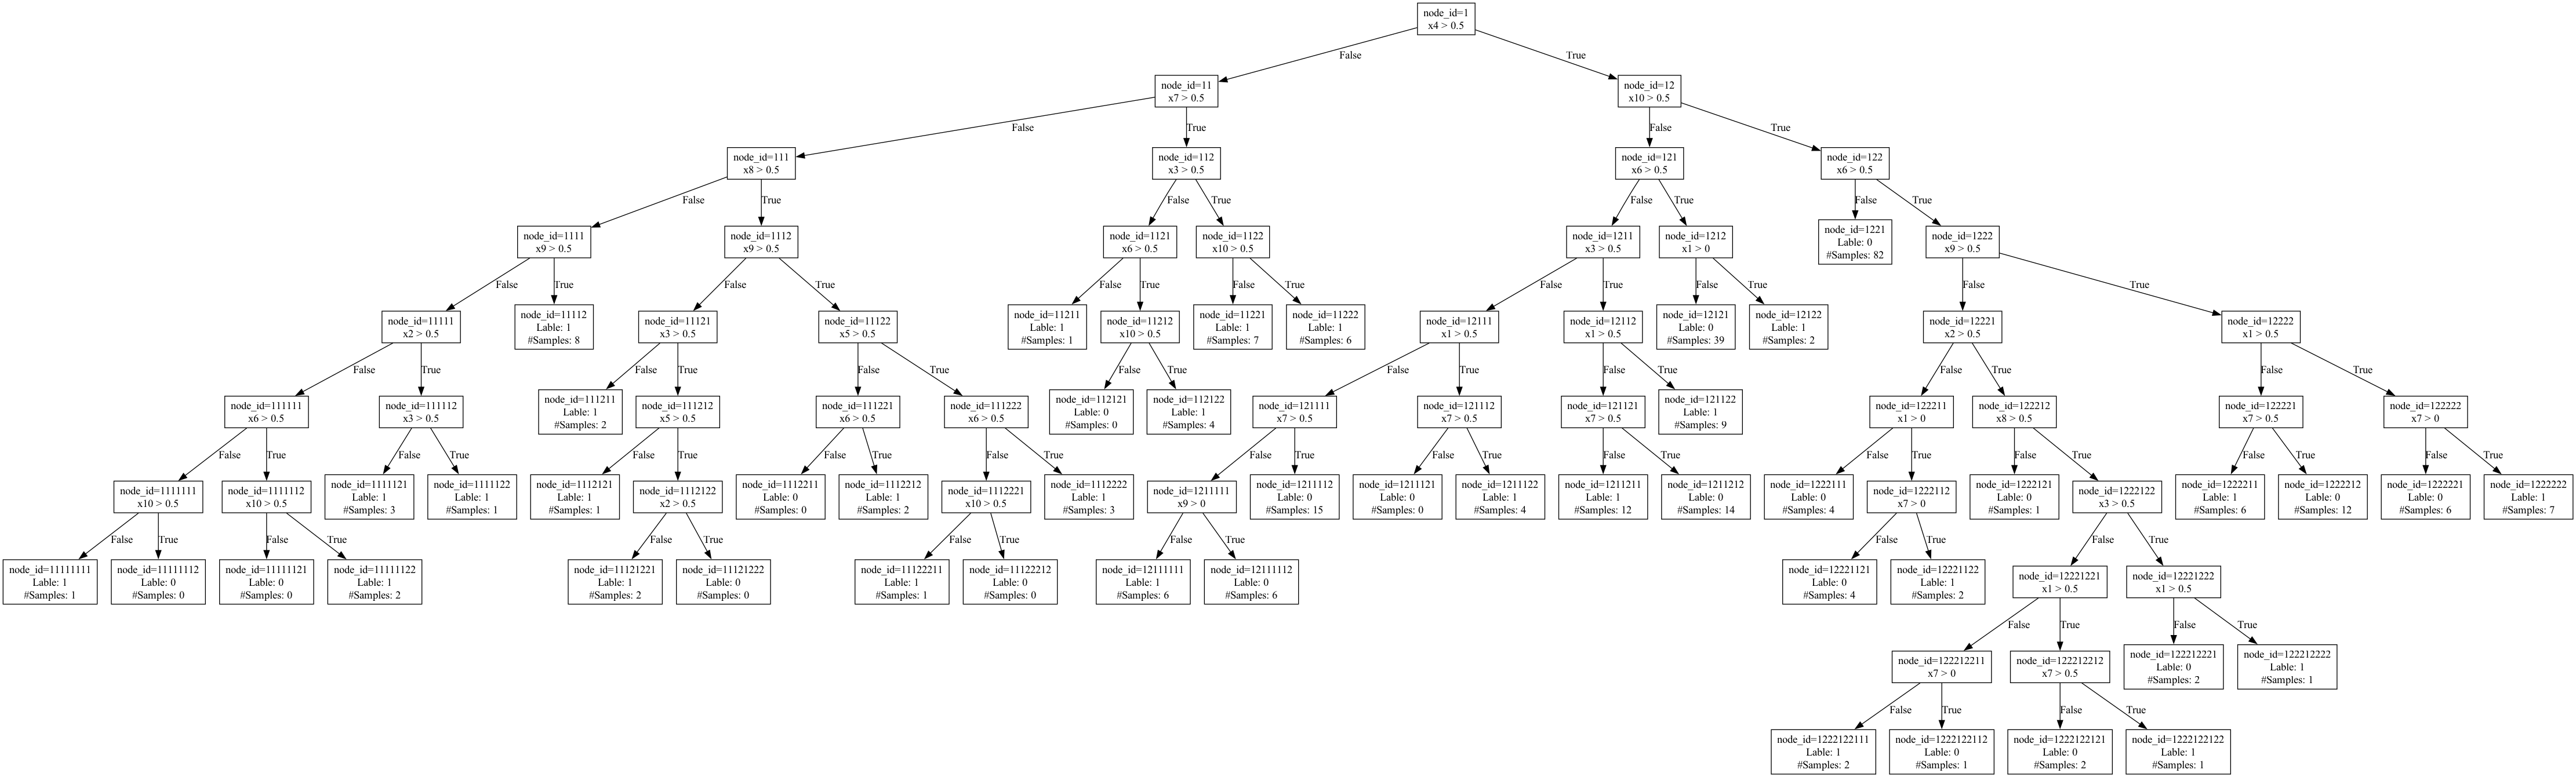 node_id=1
x4 > 0.5
False
True
node_id=11
x7 > 0.5
node_id=12
x10 > 0.5
False
True
False
True
node_id=111
x8 > 0.5
node_id=112
x3 > 0.5
node_id=121
x6 > 0.5
node_id=122
x6 > 0.5
False
True
False
True
False
True
False
True
node_id=1111
x9 > 0.5
node_id=1112
x9 > 0.5
node_id=1121
x6 > 0.5
node_id=1122
x10 > 0.5
node_id=1211
x3 > 0.5
node_id=1212
x1 > 0
node_id=1221
Lable: 0
#Samples: 82
node_id=1222
x9 > 0.5
False
True
False
True
False
True
False
True
False
True
False
True
False
True
node_id=11111
x2 > 0.5
node_id=11112
Lable: 1
#Samples: 8
node_id=11121
x3 > 0.5
node_id=11122
x5 > 0.5
node_id=11211
Lable: 1
#Samples: 1
node_id=11212
x10 > 0.5
node_id=11221
Lable: 1
#Samples: 7
node_id=11222
Lable: 1
#Samples: 6
node_id=12111
x1 > 0.5
node_id=12112
x1 > 0.5
node_id=12121
Lable: 0
#Samples: 39
node_id=12122
Lable: 1
#Samples: 2
node_id=12221
x2 > 0.5
node_id=12222
x1 > 0.5
False
True
False
True
False
True
False
True
False
True
False
True
False
True
False
True
node_id=111111
x6 > 0.5
node_id=111112
x3 > 0.5
node_id=111211
Lable: 1
#Samples: 2
node_id=111212
x5 > 0.5
node_id=111221
x6 > 0.5
node_id=111222
x6 > 0.5
node_id=112121
Lable: 0
#Samples: 0
node_id=112122
Lable: 1
#Samples: 4
node_id=121111
x7 > 0.5
node_id=121112
x7 > 0.5
node_id=121121
x7 > 0.5
node_id=121122
Lable: 1
#Samples: 9
node_id=122211
x1 > 0
node_id=122212
x8 > 0.5
node_id=122221
x7 > 0.5
node_id=122222
x7 > 0
False
True
False
True
False
True
False
True
False
True
False
True
False
True
False
True
False
True
False
True
False
True
False
True
node_id=1111111
x10 > 0.5
node_id=1111112
x10 > 0.5
node_id=1111121
Lable: 1
#Samples: 3
node_id=1111122
Lable: 1
#Samples: 1
node_id=1112121
Lable: 1
#Samples: 1
node_id=1112122
x2 > 0.5
node_id=1112211
Lable: 0
#Samples: 0
node_id=1112212
Lable: 1
#Samples: 2
node_id=1112221
x10 > 0.5
node_id=1112222
Lable: 1
#Samples: 3
node_id=1211111
x9 > 0
node_id=1211112
Lable: 0
#Samples: 15
node_id=1211121
Lable: 0
#Samples: 0
node_id=1211122
Lable: 1
#Samples: 4
node_id=1211211
Lable: 1
#Samples: 12
node_id=1211212
Lable: 0
#Samples: 14
node_id=1222111
Lable: 0
#Samples: 4
node_id=1222112
x7 > 0
node_id=1222121
Lable: 0
#Samples: 1
node_id=1222122
x3 > 0.5
node_id=1222211
Lable: 1
#Samples: 6
node_id=1222212
Lable: 0
#Samples: 12
node_id=1222221
Lable: 0
#Samples: 6
node_id=1222222
Lable: 1
#Samples: 7
False
True
False
True
False
True
False
True
False
True
False
True
False
True
node_id=11111111
Lable: 1
#Samples: 1
node_id=11111112
Lable: 0
#Samples: 0
node_id=11111121
Lable: 0
#Samples: 0
node_id=11111122
Lable: 1
#Samples: 2
node_id=11121221
Lable: 1
#Samples: 2
node_id=11121222
Lable: 0
#Samples: 0
node_id=11122211
Lable: 1
#Samples: 1
node_id=11122212
Lable: 0
#Samples: 0
node_id=12111111
Lable: 1
#Samples: 6
node_id=12111112
Lable: 0
#Samples: 6
node_id=12221121
Lable: 0
#Samples: 4
node_id=12221122
Lable: 1
#Samples: 2
node_id=12221221
x1 > 0.5
node_id=12221222
x1 > 0.5
False
True
False
True
node_id=122212211
x7 > 0
node_id=122212212
x7 > 0.5
node_id=122212221
Lable: 0
#Samples: 2
node_id=122212222
Lable: 1
#Samples: 1
False
True
False
True
node_id=1222122111
Lable: 1
#Samples: 2
node_id=1222122112
Lable: 0
#Samples: 1
node_id=1222122121
Lable: 0
#Samples: 2
node_id=1222122122
Lable: 1
#Samples: 1